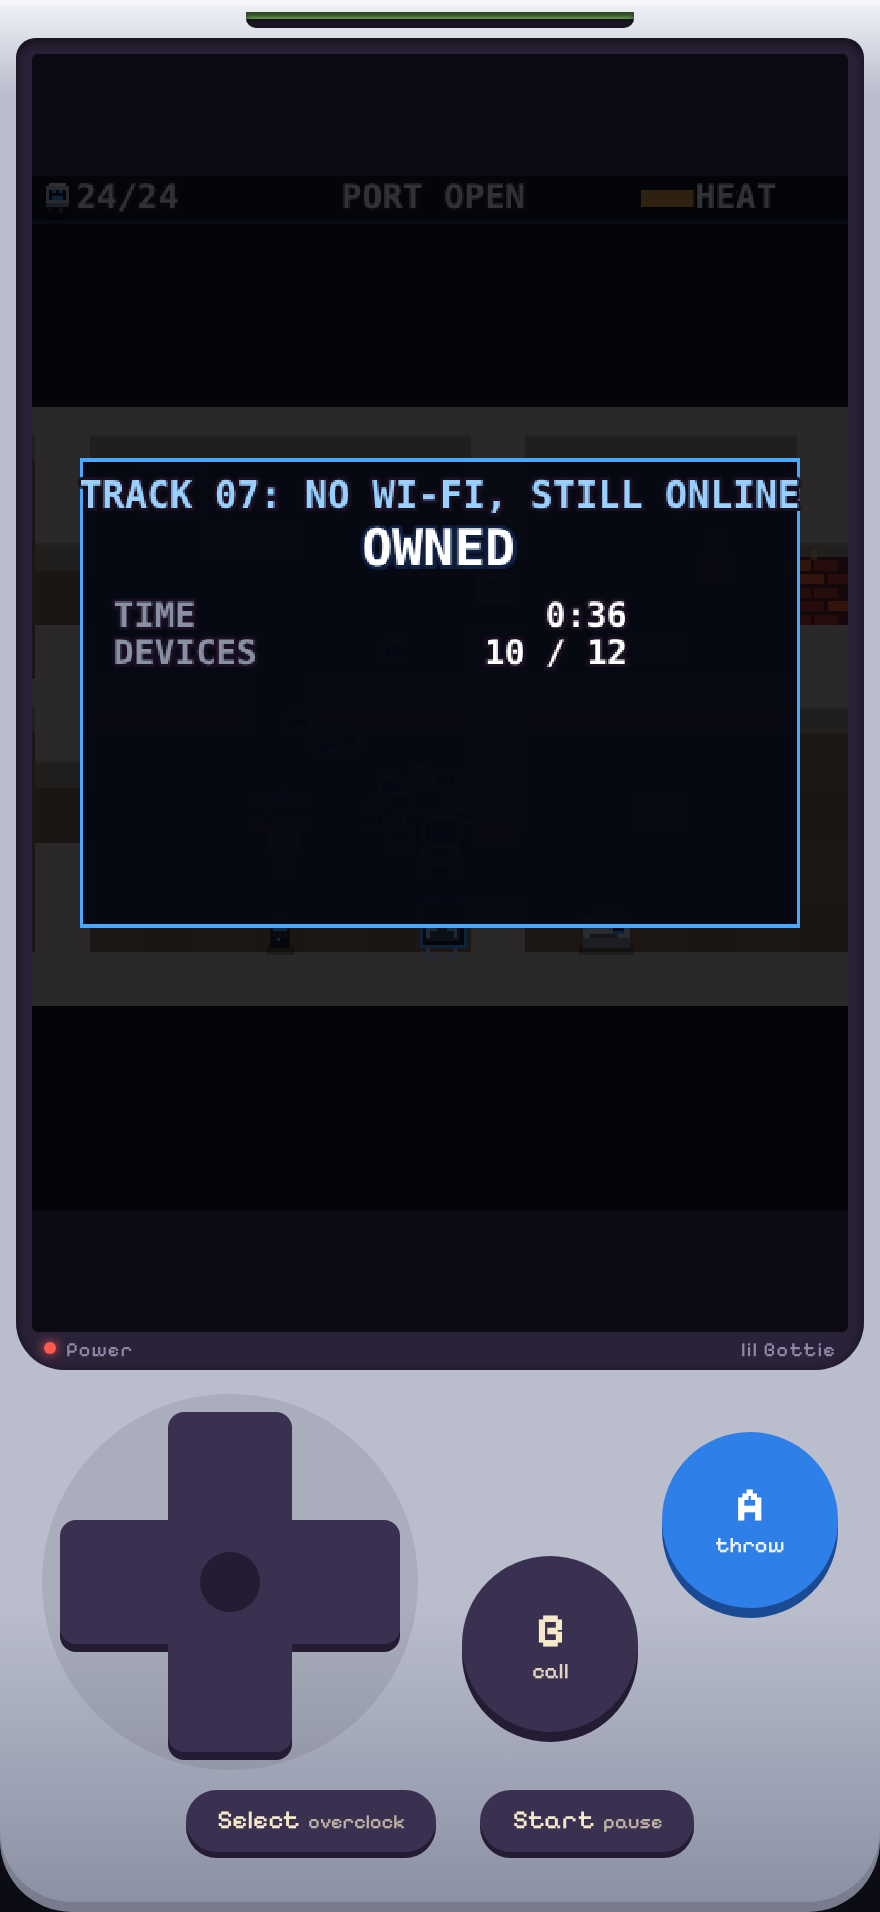 24/24 PORT OPEN HEAT
TRACK 07: NO WI-FI, STILL ONLINE
OWNED
TIME 0:36
DEVICES 10 / 12
Power lil Bottie
A
throw
B
call
Select overclock Start pause